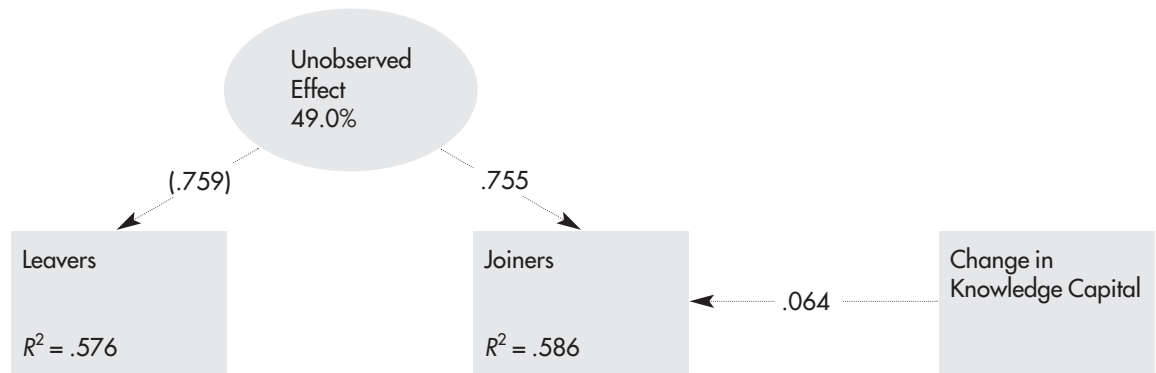 Unobserved
Effect
49.0%
(.759)
.755
Leavers
R² = .576
Joiners
R² = .586
.064
Change in
Knowledge Capital